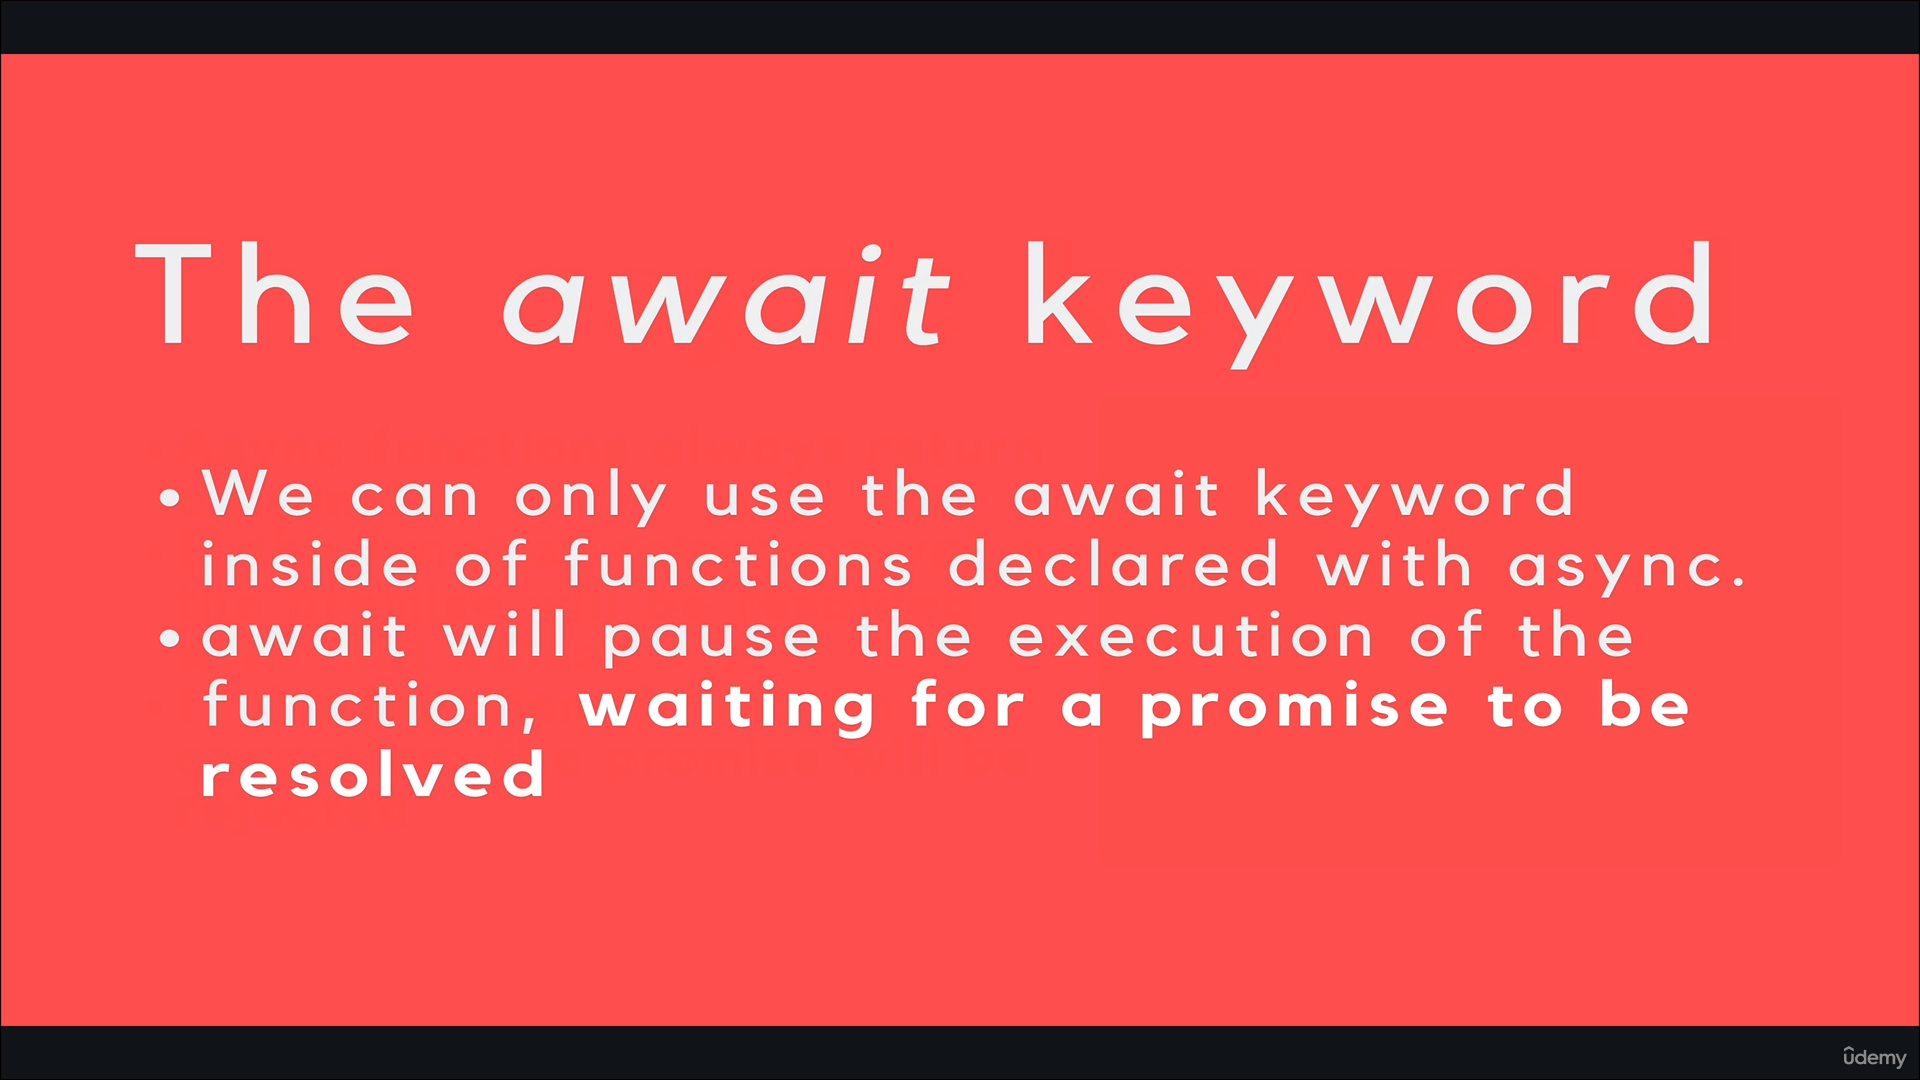 The await keyword
• We can only use the await keyword
inside of functions declared with async.
• await will pause the execution of the
function, waiting for a promise to be
resolved
ûdemy